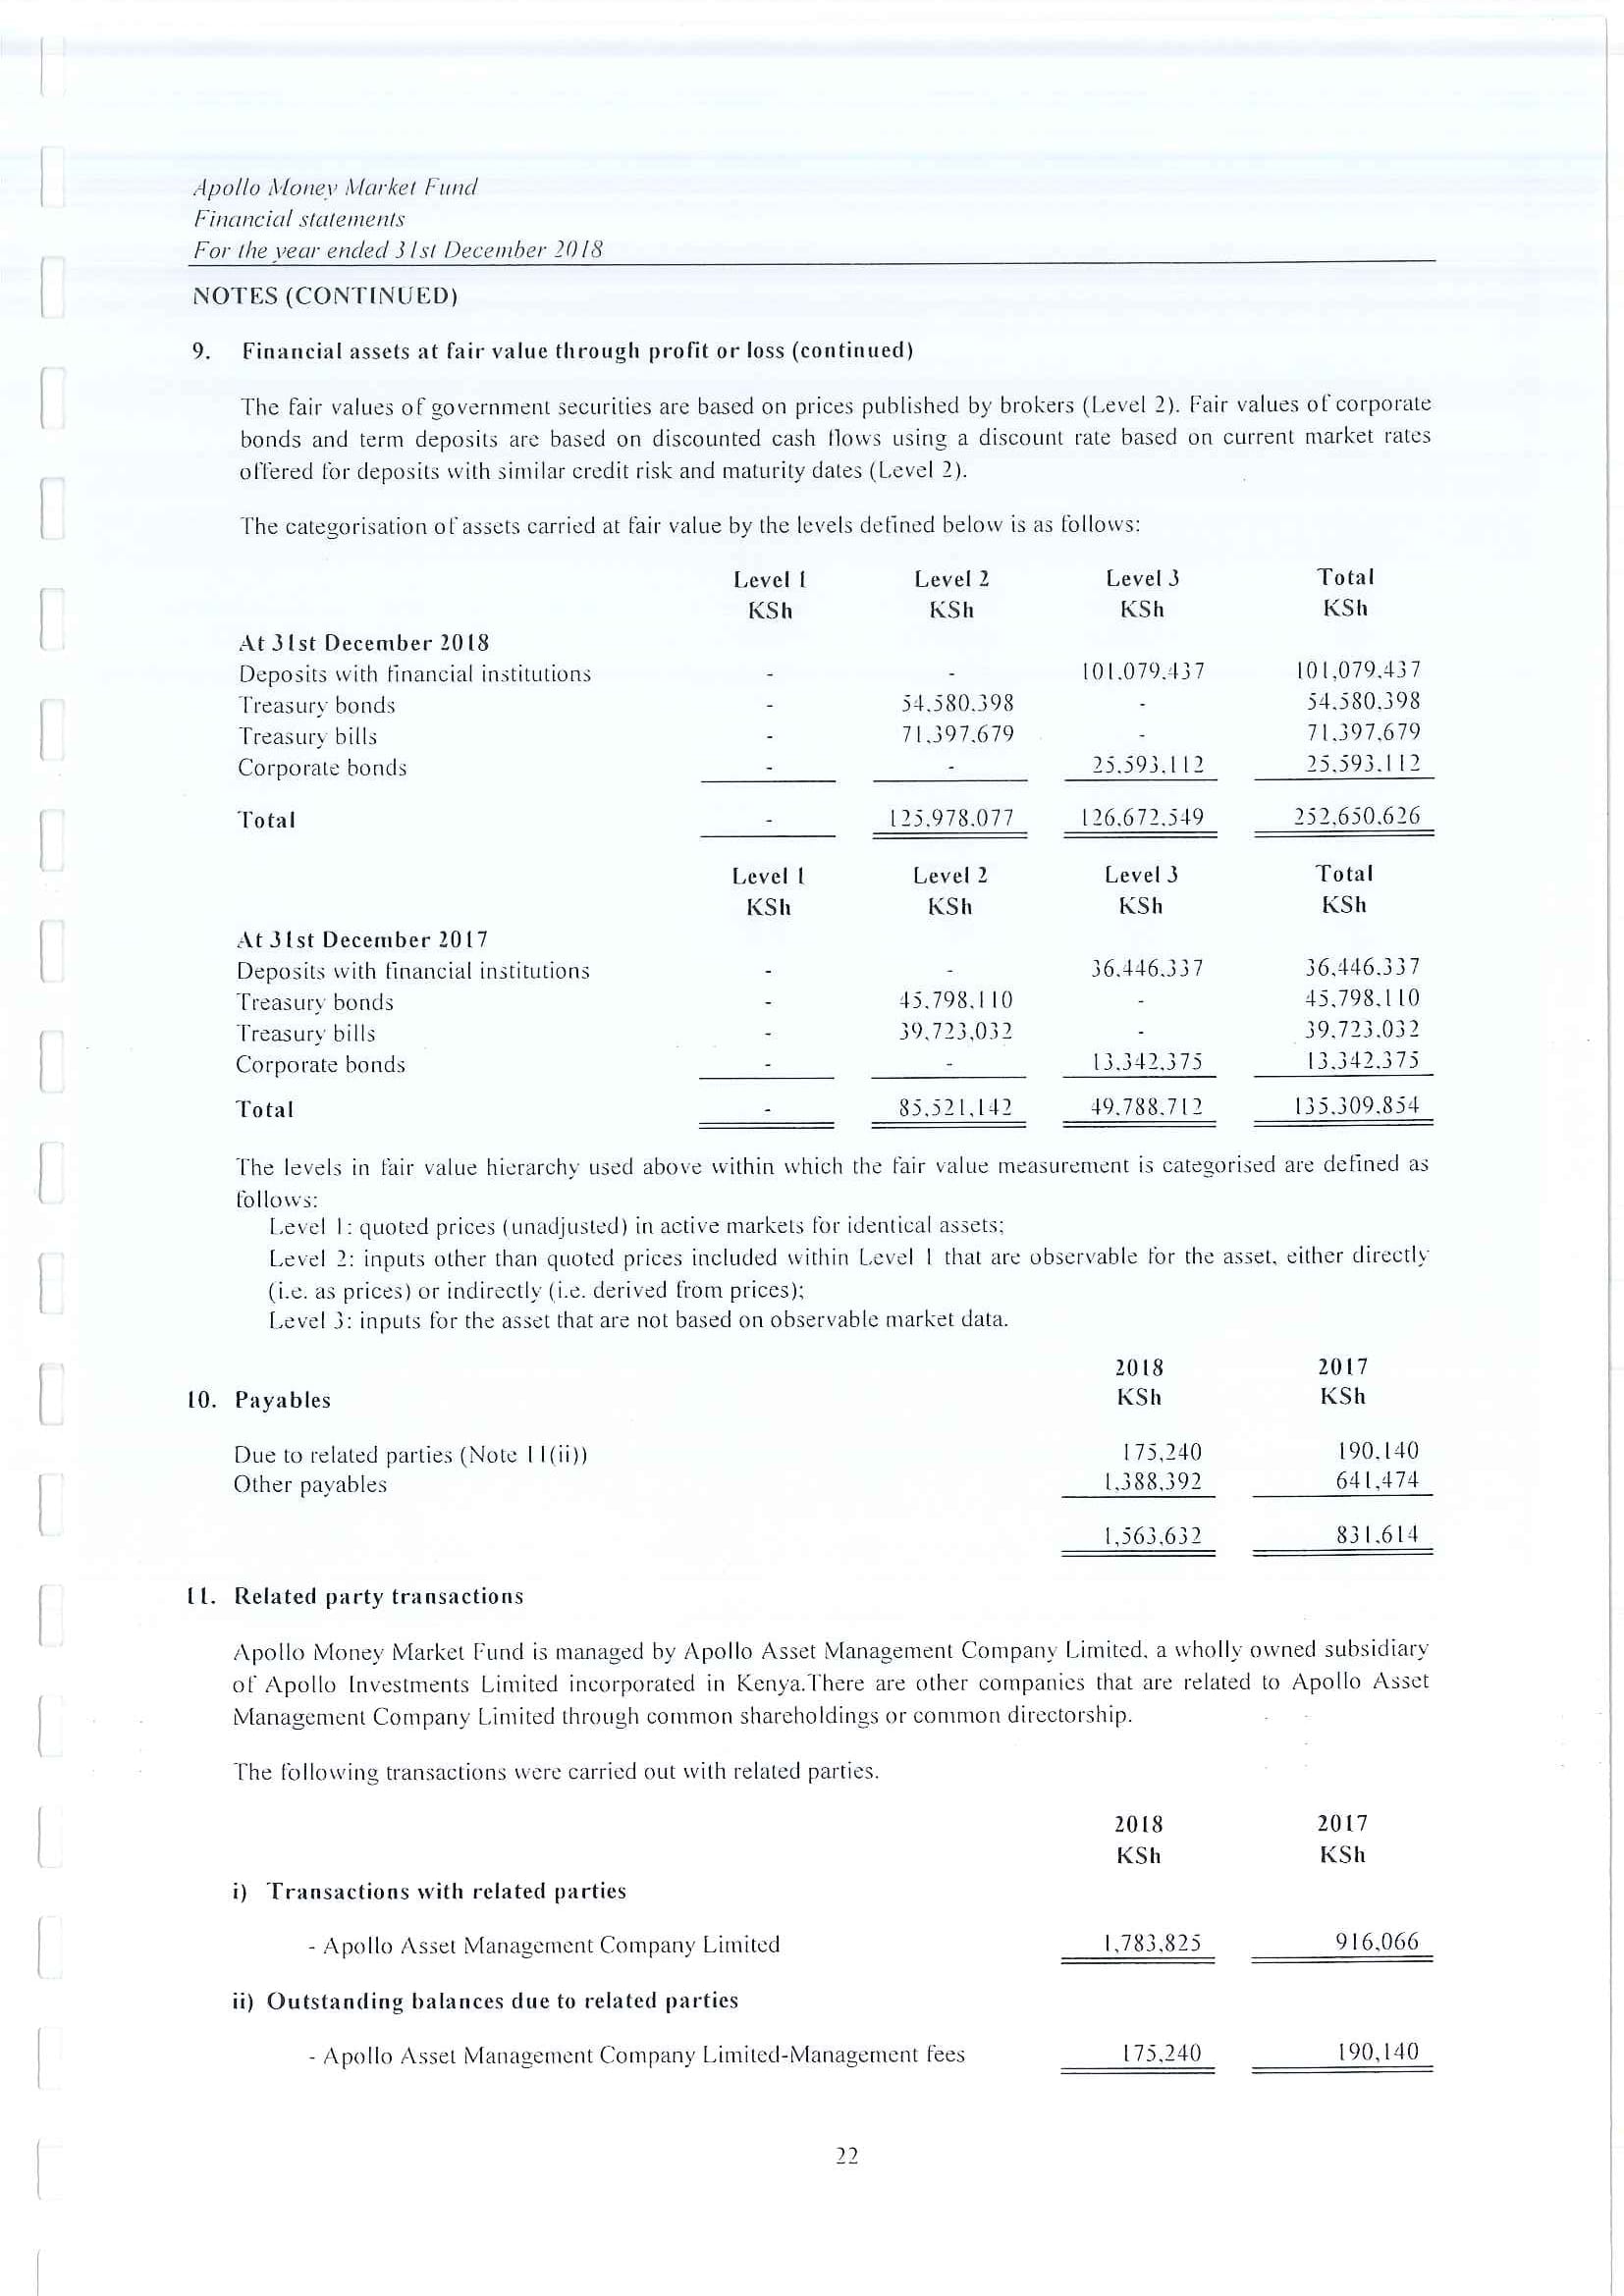 Apollo Money Market Fund
Financial statements
For the year ended 31st December 2018
NOTES (CONTINUED)
9. Financial assets at fair value through profit or loss (continued)
The fair values of government securities are based on prices published by brokers (Level 2). Fair values of corporate
bonds and term deposits are based on discounted cash flows using a discount rate based on current market rates
offered for deposits with similar credit risk and maturity dates (Level 2).
The categorisation of assets carried at fair value by the levels defined below is as follows:
Level 1 Level 2 Level 3 Total
KSh KSh KSh KSh
At 31st December 2018
Deposits with financial institutions - - 101,079,437 101,079,437
Treasury bonds - 54,580,398 - 54,580,398
Treasury bills - 71,397,679 - 71,397,679
Corporate bonds - - 25,593,112 25,593,112
Total - 125,978,077 126,672,549 252,650,626
Level 1 Level 2 Level 3 Total
KSh KSh KSh KSh
At 31st December 2017
Deposits with financial institutions - - 36,446,337 36,446,337
Treasury bonds - 45,798,110 - 45,798,110
Treasury bills - 39,723,032 - 39,723,032
Corporate bonds - - 13,342,375 13,342,375
Total - 85,521,142 49,788,712 135,309,854
The levels in fair value hierarchy used above within which the fair value measurement is categorised are defined as
follows:
Level 1: quoted prices (unadjusted) in active markets for identical assets;
Level 2: inputs other than quoted prices included within Level 1 that are observable for the asset, either directly
(i.e. as prices) or indirectly (i.e. derived from prices);
Level 3: inputs for the asset that are not based on observable market data.
2018 2017
10. Payables KSh KSh
Due to related parties (Note 11(ii)) 175,240 190,140
Other payables 1,388,392 641,474
1,563,632 831,614
11. Related party transactions
Apollo Money Market Fund is managed by Apollo Asset Management Company Limited, a wholly owned subsidiary
of Apollo Investments Limited incorporated in Kenya.There are other companies that are related to Apollo Asset
Management Company Limited through common shareholdings or common directorship.
The following transactions were carried out with related parties.
2018 2017
KSh KSh
i) Transactions with related parties
- Apollo Asset Management Company Limited 1,783,825 916,066
ii) Outstanding balances due to related parties
- Apollo Asset Management Company Limited-Management fees 175,240 190,140
22